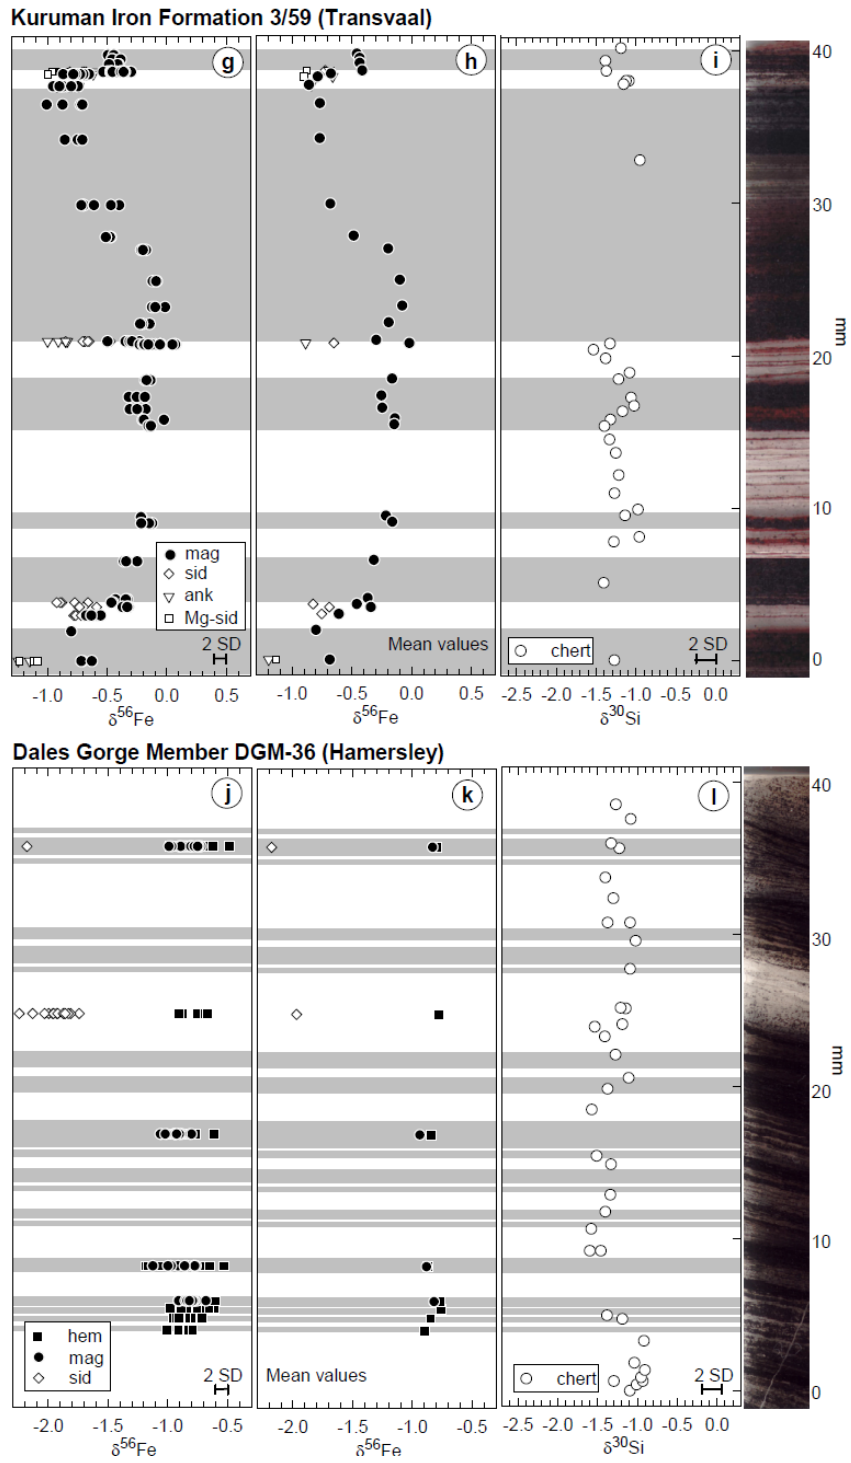 Kuruman Iron Formation 3/59 (Transvaal)
g
h
i
40
30
20
10
0
mm
mag
sid
ank
Mg-sid
2 SD
Mean values
chert
2 SD
-1.0 -0.5 0.0 0.5
δ56Fe
-1.0 -0.5 0.0 0.5
δ56Fe
-2.5 -2.0 -1.5 -1.0 -0.5 0.0
δ30Si
Dales Gorge Member DGM-36 (Hamersley)
j
k
l
40
30
20
10
0
mm
hem
mag
sid
2 SD
Mean values
chert
2 SD
-2.0 -1.5 -1.0 -0.5
δ56Fe
-2.0 -1.5 -1.0 -0.5
δ56Fe
-2.5 -2.0 -1.5 -1.0 -0.5 0.0
δ30Si